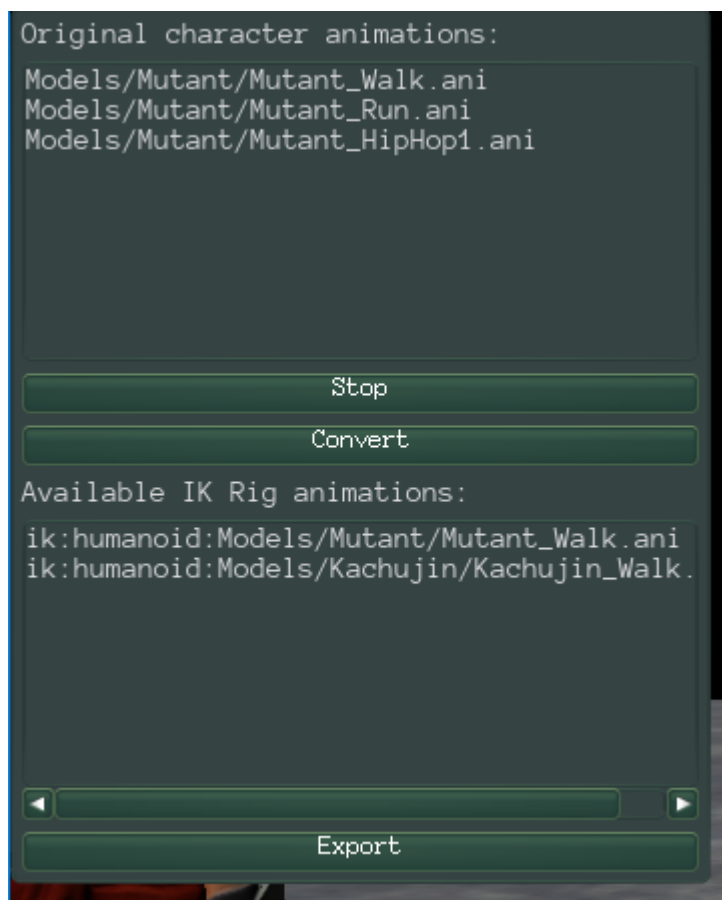 Original character animations:
Models/Mutant/Mutant_Walk.ani
Models/Mutant/Mutant_Run.ani
Models/Mutant/Mutant_HipHop1.ani
Stop
Convert
Available IK Rig animations:
ik:humanoid:Models/Mutant/Mutant_Walk.ani
ik:humanoid:Models/Kachujin/Kachujin_Walk.
Export